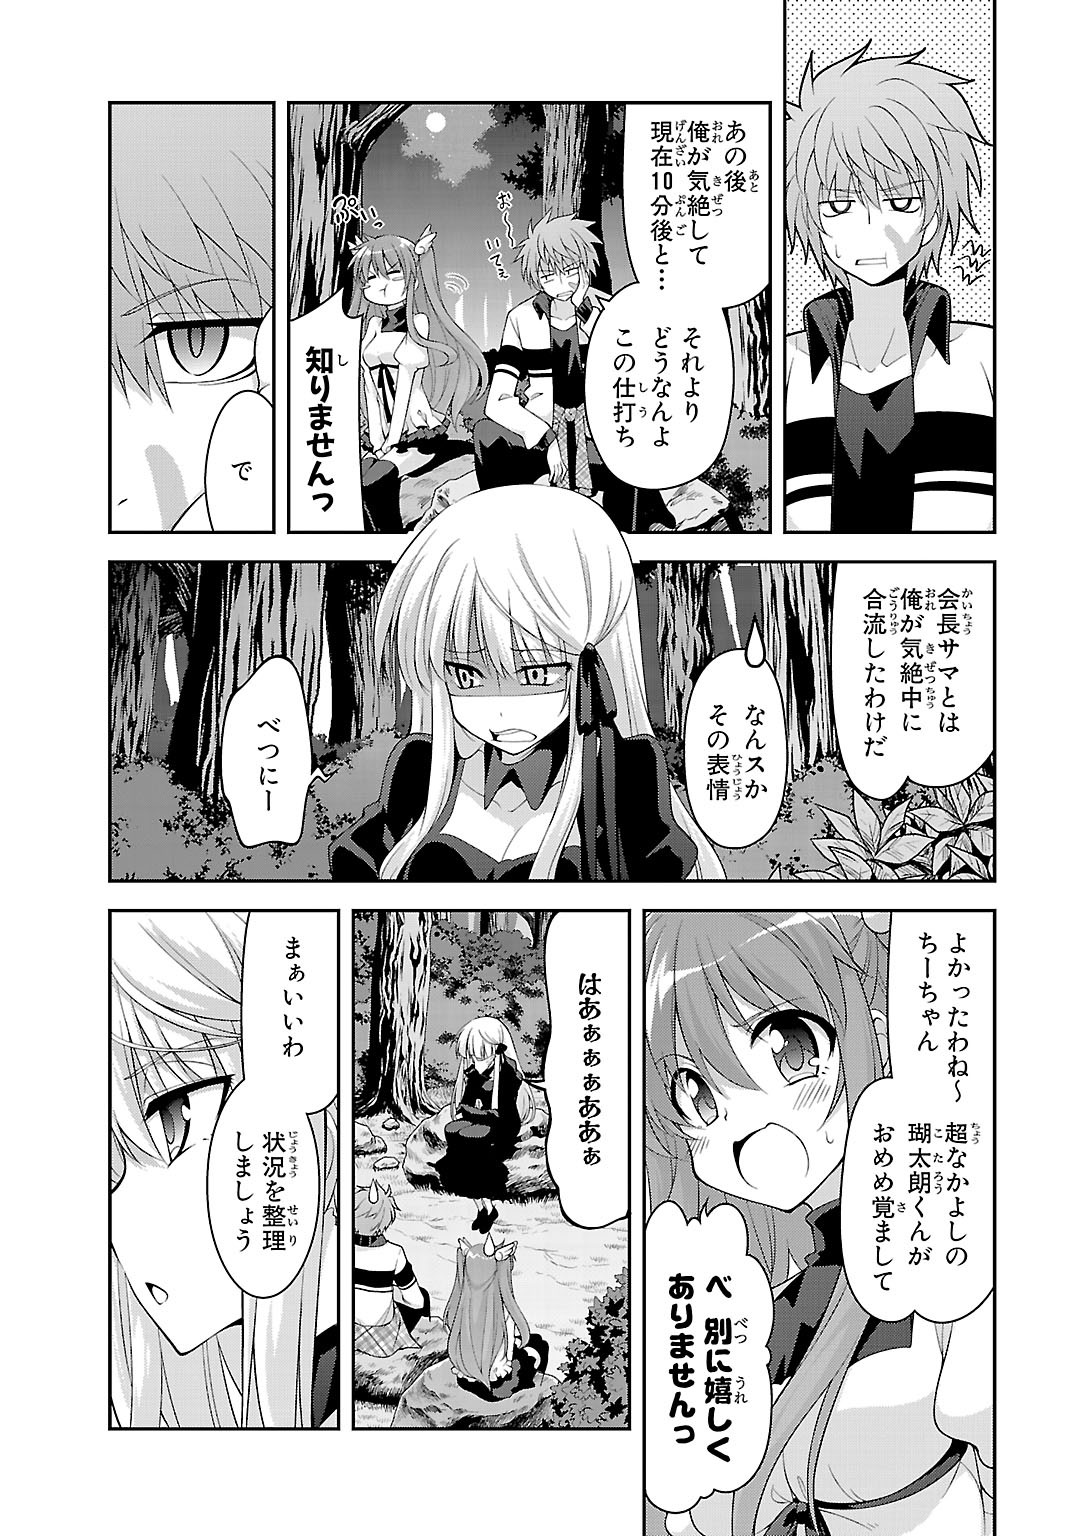 あの後
俺が気絶して
現在10分後と…
それより
どうなんよ
この仕打ち
お〜〜
いてぇ
ぷいっ
知りませんっ
で
会長サマとは
俺が気絶中に
合流したわけだ
なんスか
その表情
べつにー
よかったわね〜
ちーちゃん
超なかよしの
瑚太朗くんが
おめめ覚まして
べ 別に嬉しく
ありませんっ
はあぁぁぁああぁ
まぁいいわ
状況を整理
しましょう